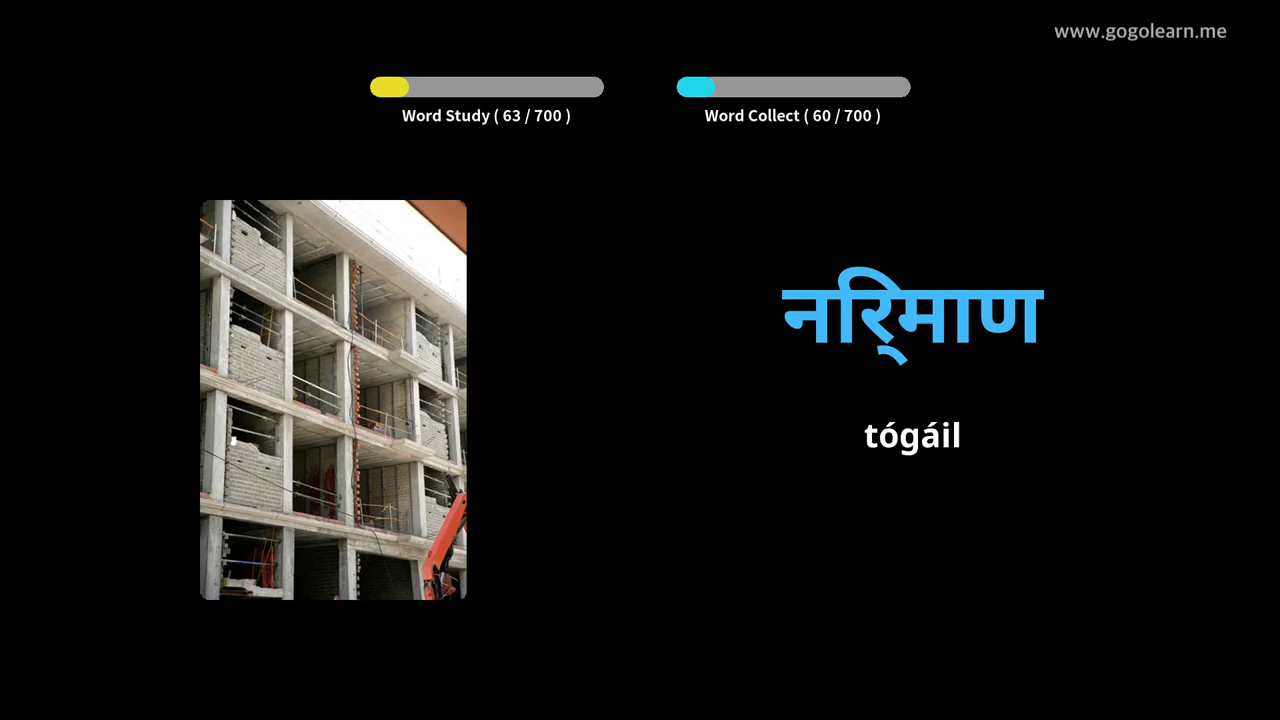 www.gogolearn.me
Word Study ( 63 / 700 )
Word Collect ( 60 / 700 )
निर्माण
tógáil